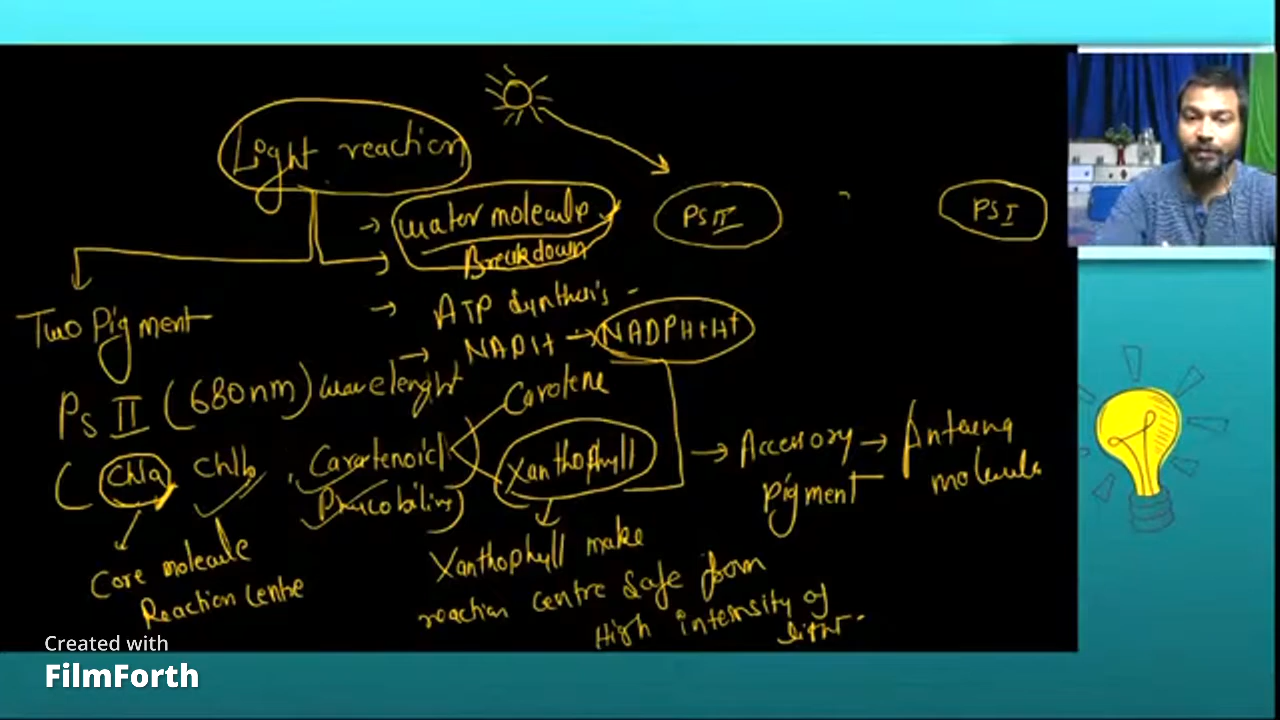 Light reaction
→ water molecule
Breakdown
PS II
PS I
Two Pigment
→ ATP Synthesis
→ NADH → NADPH+H+
PS II (680nm) wavelenght
Carotene
(Chla Chlb, Caratenoid
Xanthophyll
Phycobilins)
→ Accessory → Antenna
pigment molecule
Core molecule
Reaction Centre
Xanthophyll make
reaction centre safe from
High intensity of
light.
Created with
FilmForth